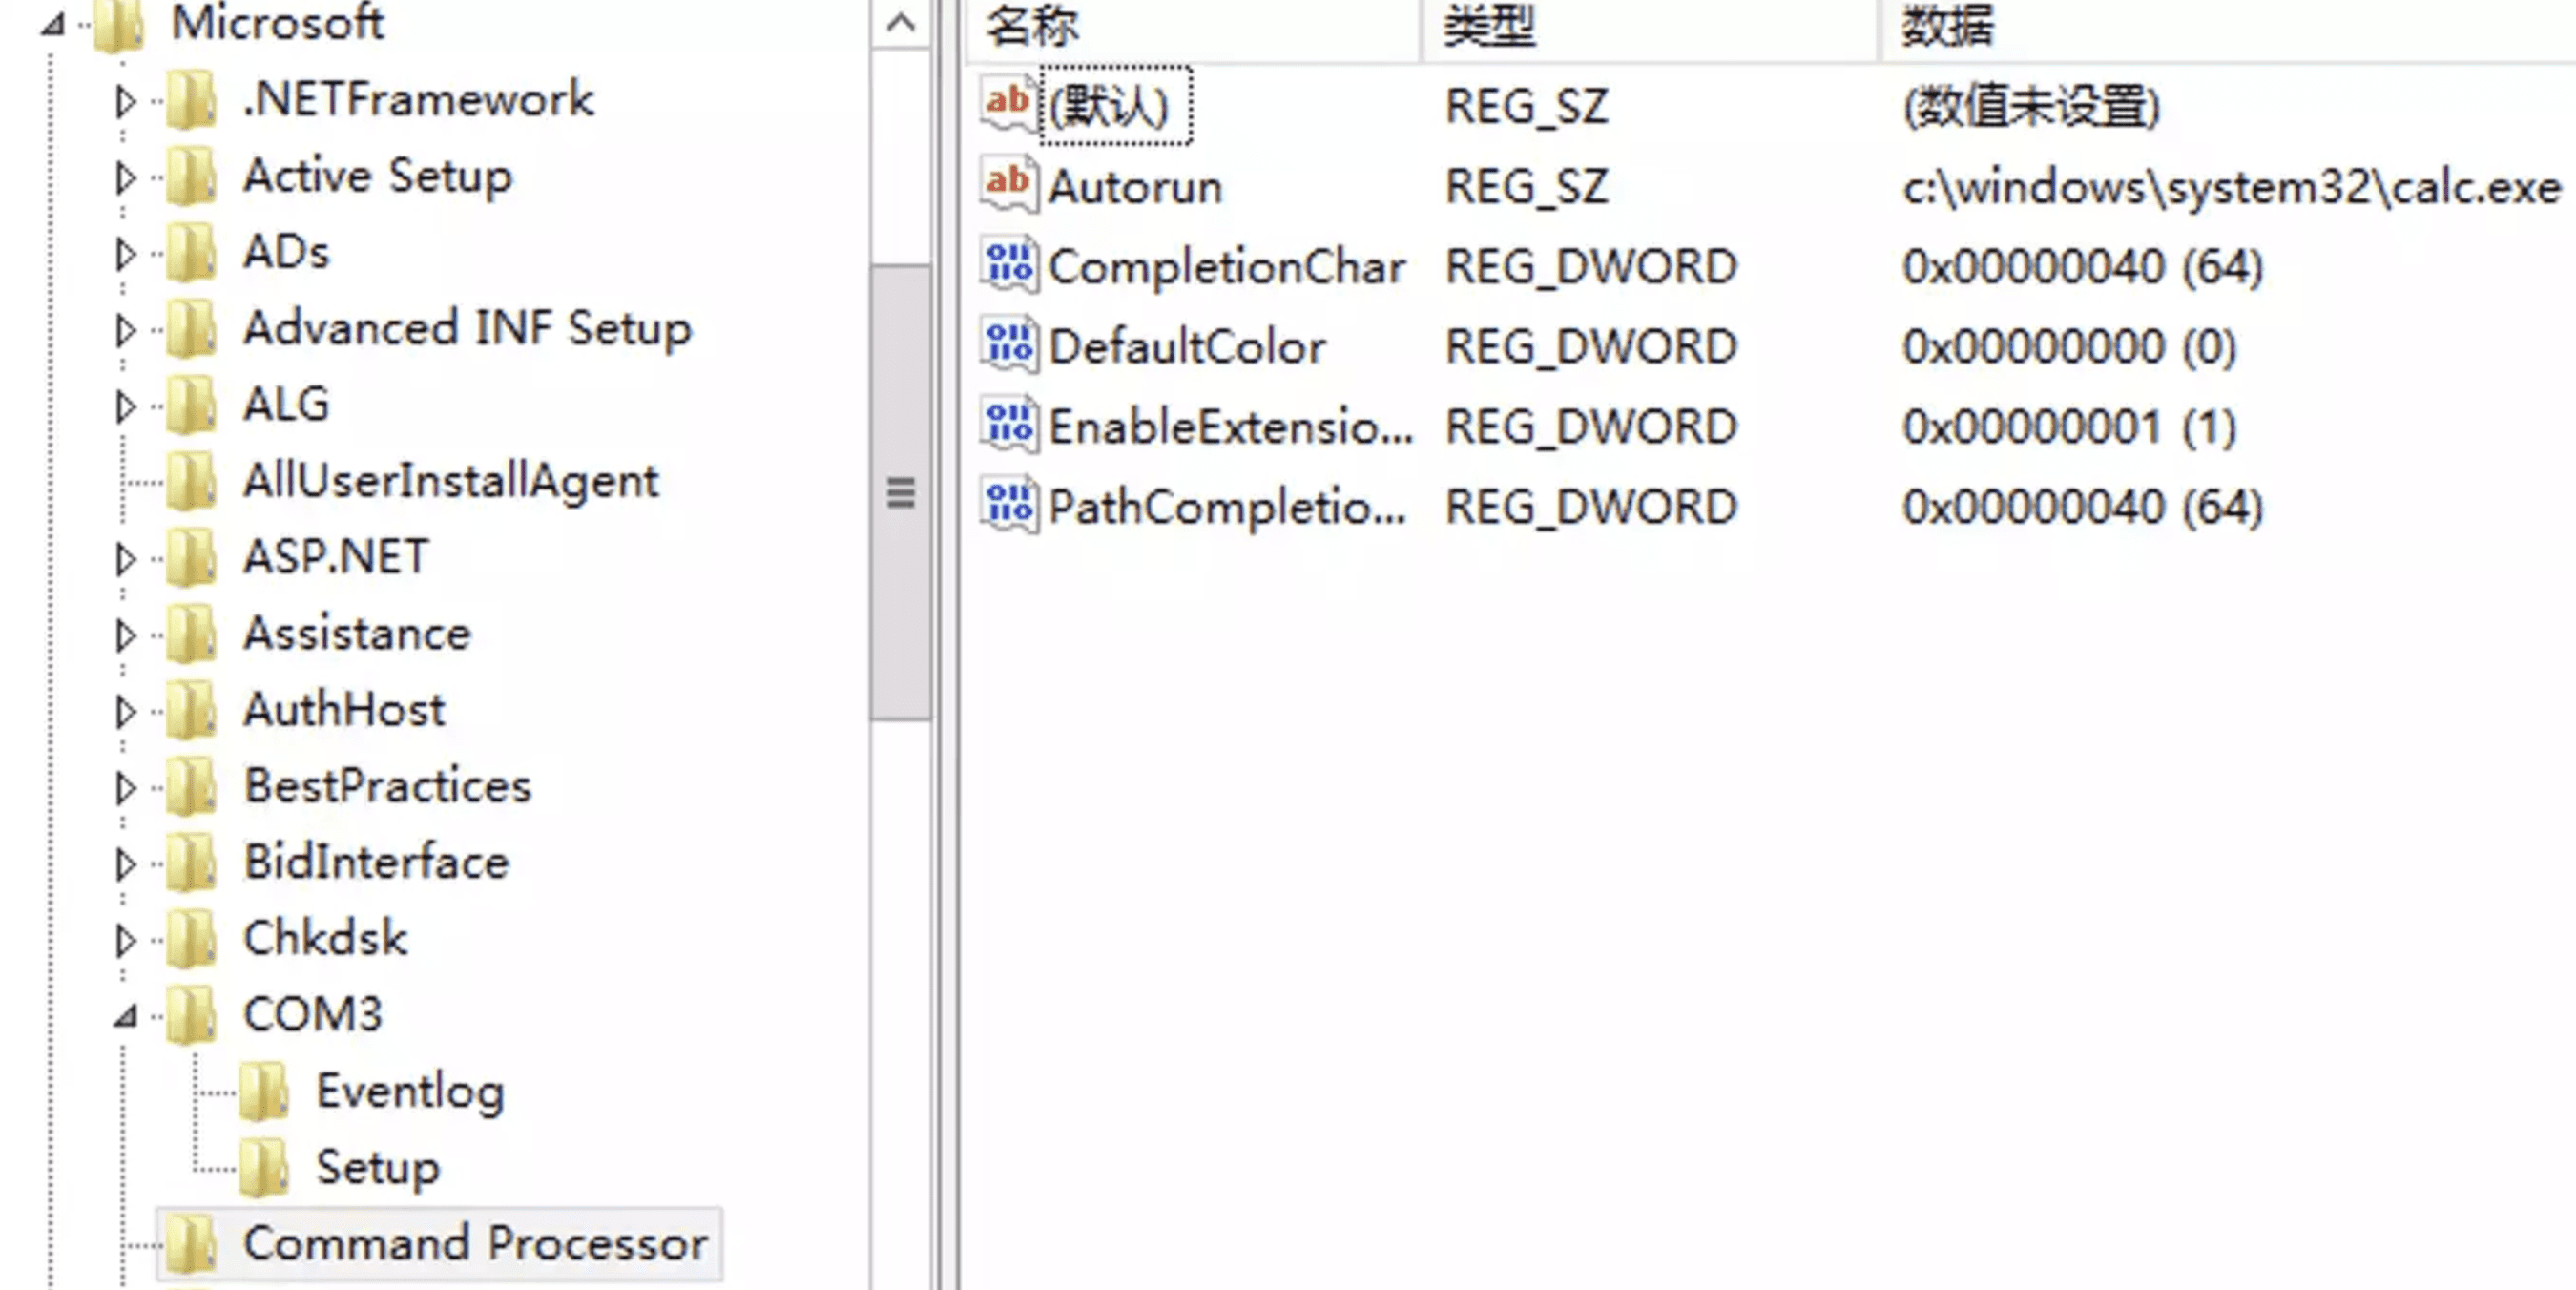 Microsoft
.NETFramework
Active Setup
ADs
Advanced INF Setup
ALG
AllUserInstallAgent
ASP.NET
Assistance
AuthHost
BestPractices
BidInterface
Chkdsk
COM3
Eventlog
Setup
Command Processor
名称 类型 数据
(默认) REG_SZ (数值未设置)
Autorun REG_SZ c:\windows\system32\calc.exe
CompletionChar REG_DWORD 0x00000040 (64)
DefaultColor REG_DWORD 0x00000000 (0)
EnableExtensio... REG_DWORD 0x00000001 (1)
PathCompletio... REG_DWORD 0x00000040 (64)